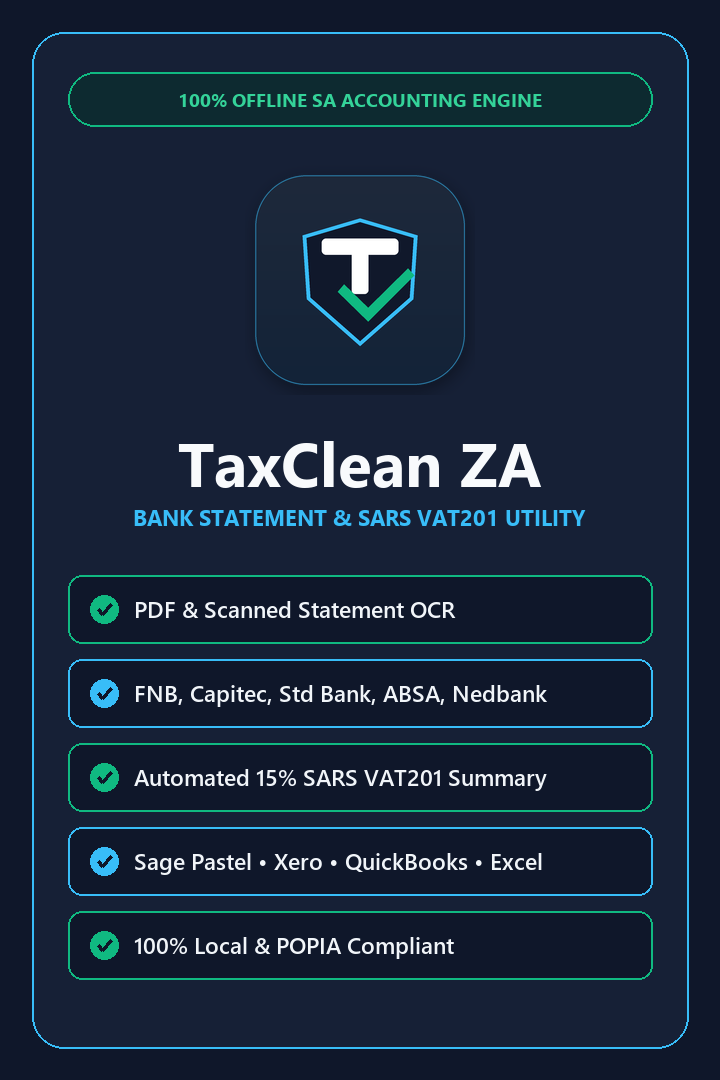 100% OFFLINE SA ACCOUNTING ENGINE
T
TaxClean ZA
BANK STATEMENT & SARS VAT201 UTILITY
PDF & Scanned Statement OCR
FNB, Capitec, Std Bank, ABSA, Nedbank
Automated 15% SARS VAT201 Summary
Sage Pastel • Xero • QuickBooks • Excel
100% Local & POPIA Compliant